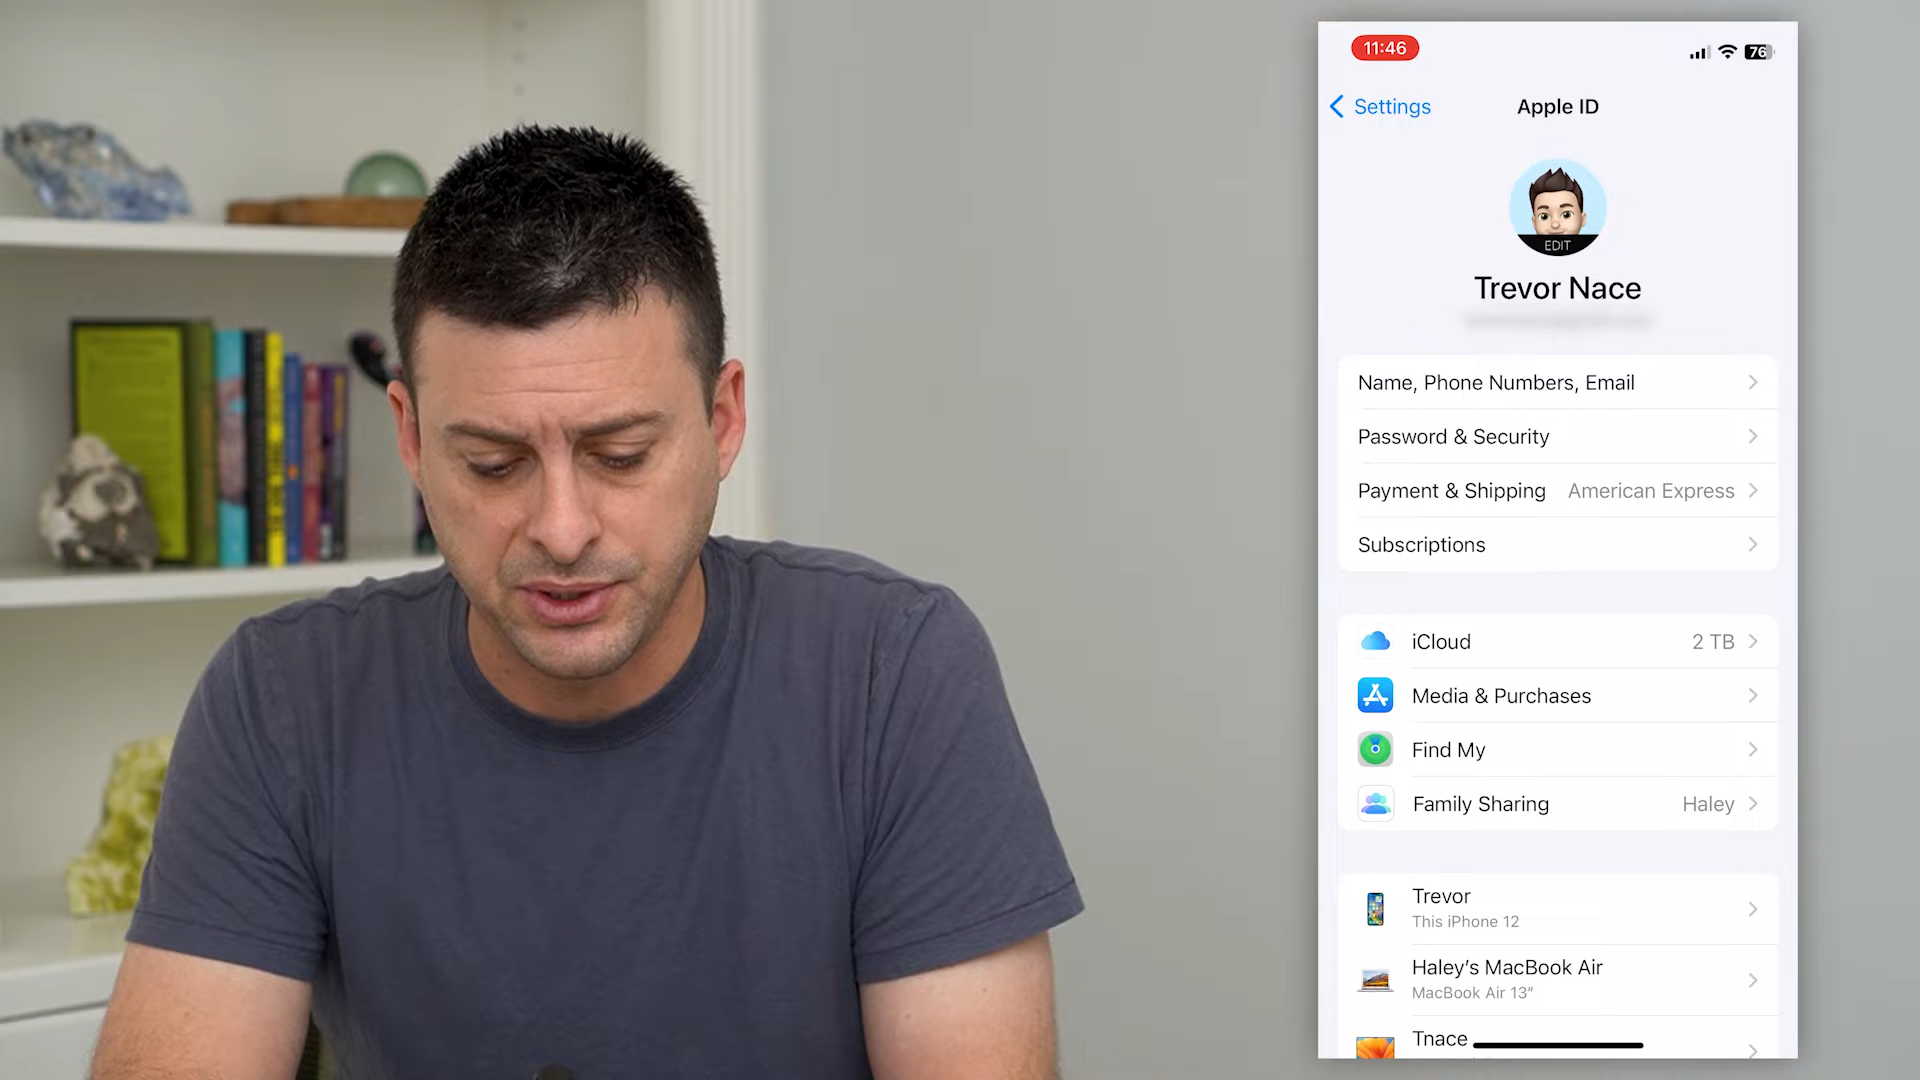 11:46
76
Settings
Apple ID
EDIT
Trevor Nace
Name, Phone Numbers, Email
Password & Security
Payment & Shipping American Express
Subscriptions
iCloud 2 TB
Media & Purchases
Find My
Family Sharing Haley
Trevor
This iPhone 12
Haley’s MacBook Air
MacBook Air 13”
Tnace